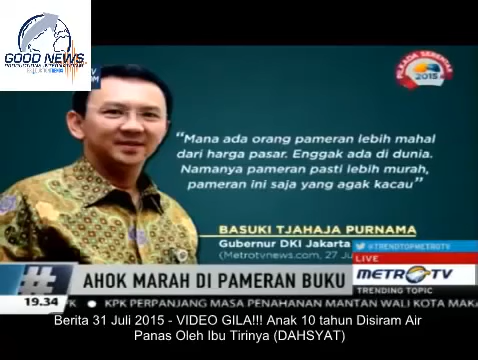 GOOD NEWS
PILKADA SERENTAK
2015
“Mana ada orang pameran lebih mahal
dari harga pasar. Enggak ada di dunia.
Namanya pameran pasti lebih murah,
pameran ini saja yang agak kacau”
BASUKI TJAHAJA PURNAMA
Gubernur DKI Jakarta
(Metrotvnews.com, 27 Ju
@TRENDTOPMETROTV
LIVE
# AHOK MARAH DI PAMERAN BUKU
METROTV
TRENDING TOPIC
19.34
KPK PERPANJANG MASA PENAHANAN MANTAN WALI KOTA MAKA
Berita 31 Juli 2015 - VIDEO GILA!!! Anak 10 tahun Disiram Air
Panas Oleh Ibu Tirinya (DAHSYAT)